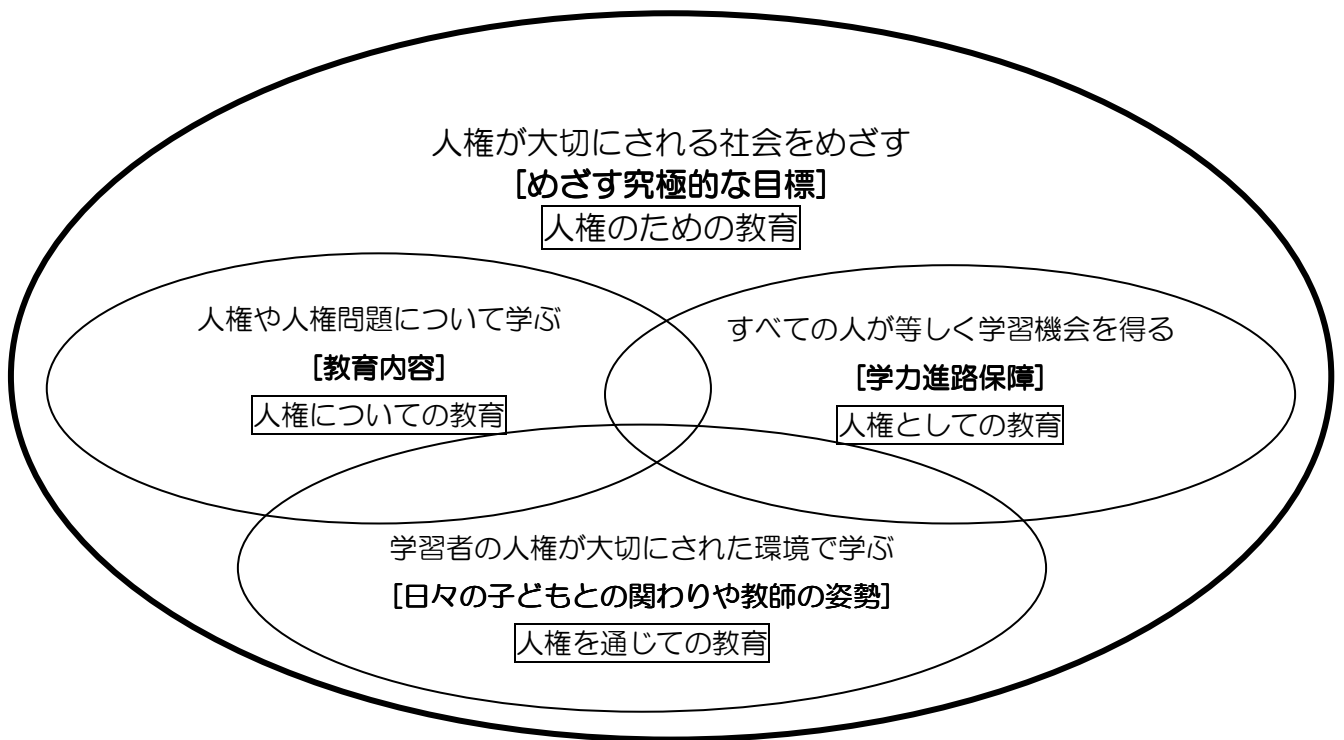 人権が大切にされる社会をめざす
[めざす究極的な目標]
人権のための教育
人権や人権問題について学ぶ
[教育内容]
人権についての教育
すべての人が等しく学習機会を得る
[学力進路保障]
人権としての教育
学習者の人権が大切にされた環境で学ぶ
[日々の子どもとの関わりや教師の姿勢]
人権を通じての教育